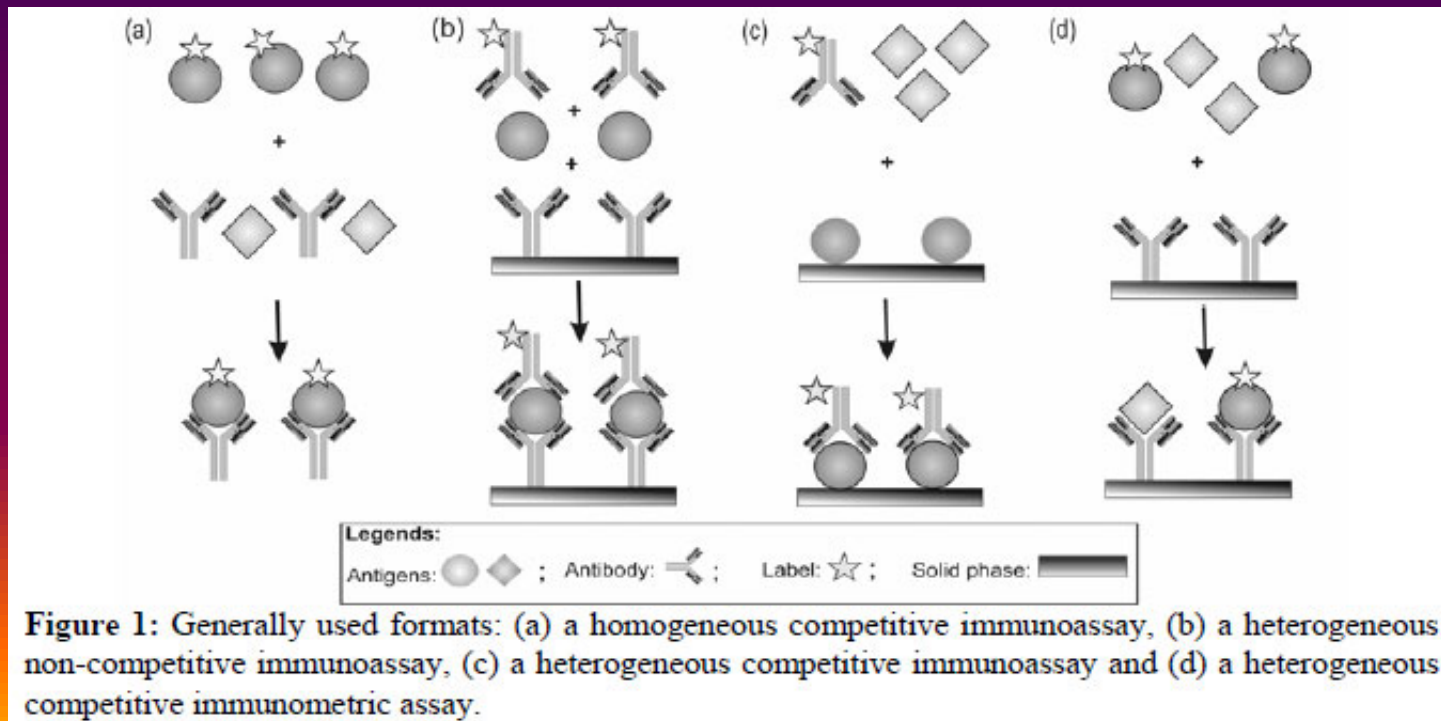 (a) (b) (c) (d)
+
+
+
+
+
Legends:
Antigens: ; Antibody: ; Label: ; Solid phase:
Figure 1: Generally used formats: (a) a homogeneous competitive immunoassay, (b) a heterogeneous
non-competitive immunoassay, (c) a heterogeneous competitive immunoassay and (d) a heterogeneous
competitive immunometric assay.